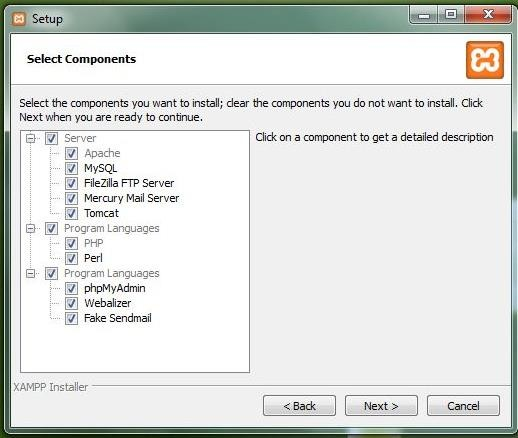 Setup
Select Components
Select the components you want to install; clear the components you do not want to install. Click
Next when you are ready to continue.
Server
Apache
MySQL
FileZilla FTP Server
Mercury Mail Server
Tomcat
Program Languages
PHP
Perl
Program Languages
phpMyAdmin
Webalizer
Fake Sendmail
Click on a component to get a detailed description
XAMPP Installer
< Back
Next >
Cancel